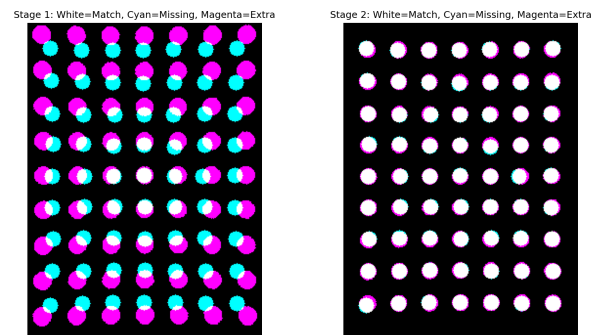 Stage 1: White=Match, Cyan=Missing, Magenta=Extra
Stage 2: White=Match, Cyan=Missing, Magenta=Extra